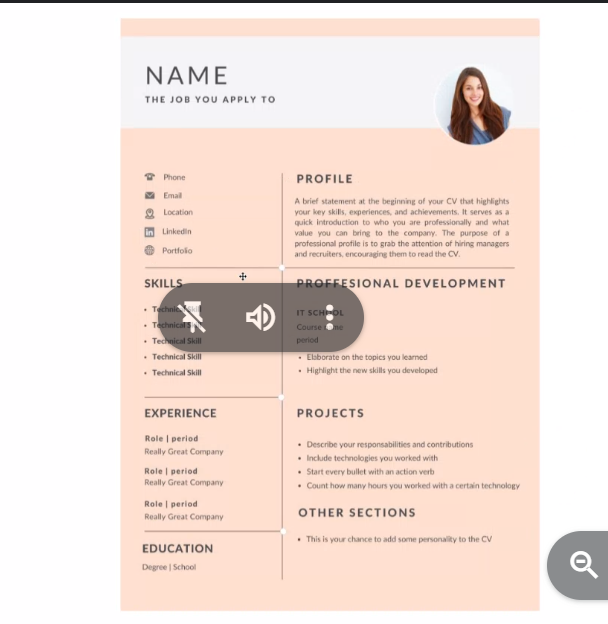 NAME
THE JOB YOU APPLY TO
Phone
Email
Location
LinkedIn
Portfolio
SKILLS
• Technical Skill
• Technical Skill
• Technical Skill
• Technical Skill
• Technical Skill
EXPERIENCE
Role | period
Really Great Company
Role | period
Really Great Company
Role | period
Really Great Company
EDUCATION
Degree | School
PROFILE
A brief statement at the beginning of your CV that highlights
your key skills, experiences, and achievements. It serves as a
quick introduction to who you are professionally and what
value you can bring to the company. The purpose of a
professional profile is to grab the attention of hiring managers
and recruiters, encouraging them to read the CV.
PROFFESIONAL DEVELOPMENT
IT SCHOOL
Course name
period
• Elaborate on the topics you learned
• Highlight the new skills you developed
PROJECTS
• Describe your responsabilities and contributions
• Include technologies you worked with
• Start every bullet with an action verb
• Count how many hours you worked with a certain technology
OTHER SECTIONS
• This is your chance to add some personality to the CV